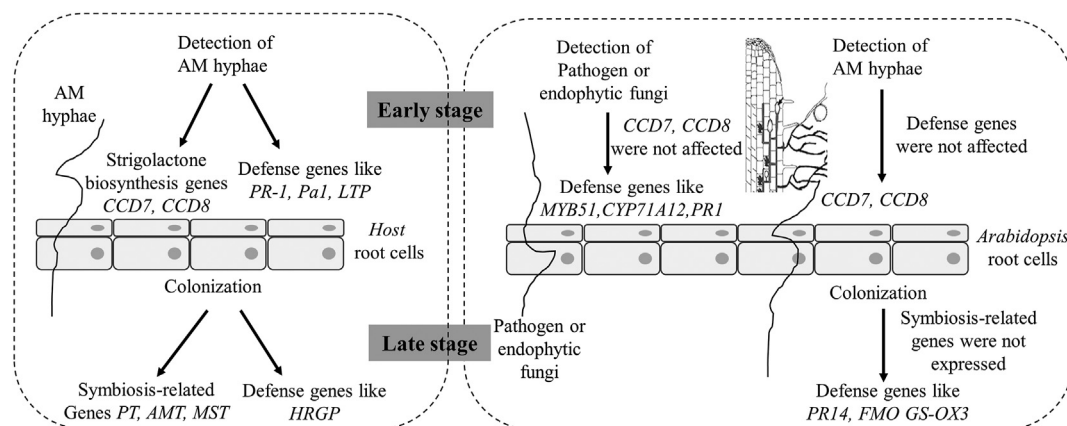 Detection of
AM hyphae
AM
hyphae
Strigolactone
biosynthesis genes
CCD7, CCD8
Defense genes like
PR-1, Pa1, LTP
Host
root cells
Colonization
Symbiosis-related
Genes PT, AMT, MST
Defense genes like
HRGP
Early stage
Late stage
Detection of
Pathogen or
endophytic fungi
CCD7, CCD8
were not affected
Defense genes like
MYB51,CYP71A12,PR1
Pathogen or
endophytic
fungi
Detection of
AM hyphae
Defense genes
were not affected
CCD7, CCD8
Arabidopsis
root cells
Colonization
Symbiosis-related
genes were not
expressed
Defense genes like
PR14, FMO GS-OX3